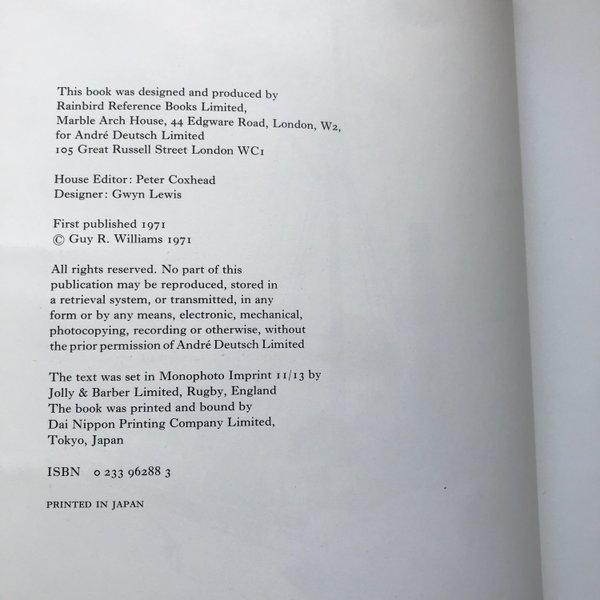 This book was designed and produced by
Rainbird Reference Books Limited,
Marble Arch House, 44 Edgware Road, London, W2,
for André Deutsch Limited
105 Great Russell Street London WC1
House Editor: Peter Coxhead
Designer: Gwyn Lewis
First published 1971
© Guy R. Williams 1971
All rights reserved. No part of this
publication may be reproduced, stored in
a retrieval system, or transmitted, in any
form or by any means, electronic, mechanical,
photocopying, recording or otherwise, without
the prior permission of André Deutsch Limited
The text was set in Monophoto Imprint 11/13 by
Jolly & Barber Limited, Rugby, England
The book was printed and bound by
Dai Nippon Printing Company Limited,
Tokyo, Japan
ISBN 0 233 96288 3
PRINTED IN JAPAN